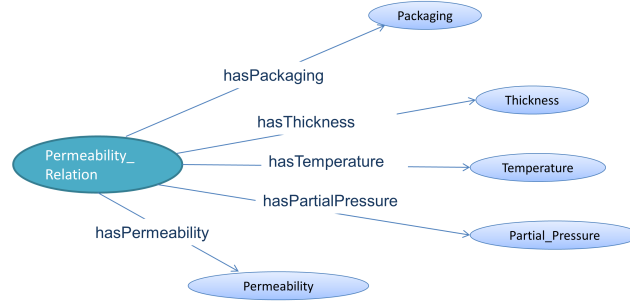 Packaging
hasPackaging
Thickness
hasThickness
Permeability_
Relation
hasTemperature
Temperature
hasPartialPressure
Partial_Pressure
hasPermeability
Permeability